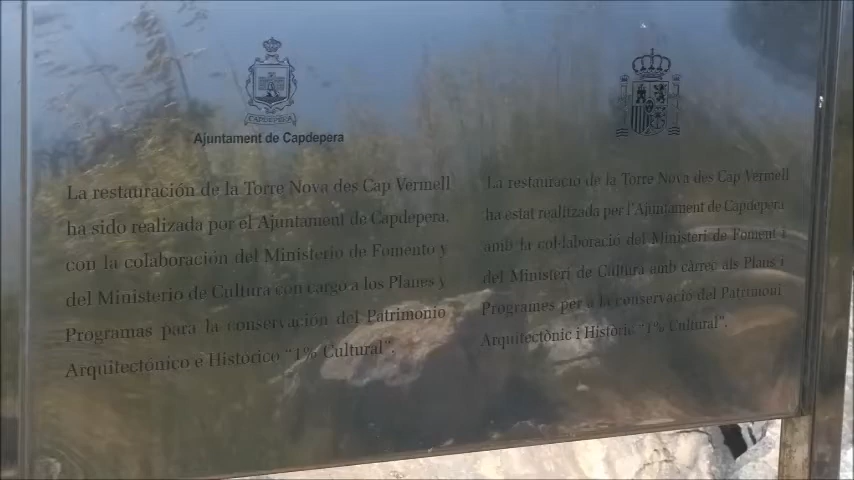 CAPDEPERA
Ajuntament de Capdepera
La restauración de la Torre Nova des Cap Vermell
ha sido realizada por el Ajuntament de Capdepera,
con la colaboración del Ministerio de Fomento y
del Ministerio de Cultura con cargo a los Planes y
Programas para la conservación del Patrimonio
Arquitectónico e Histórico “1% Cultural”.
La restauració de la Torre Nova des Cap Vermell
ha estat realitzada per l'Ajuntament de Capdepera
amb la col·laboració del Ministeri de Foment i
del Ministeri de Cultura amb càrrec als Plans i
Programes per a la conservació del Patrimoni
Arquitectònic i Històric “1% Cultural”.